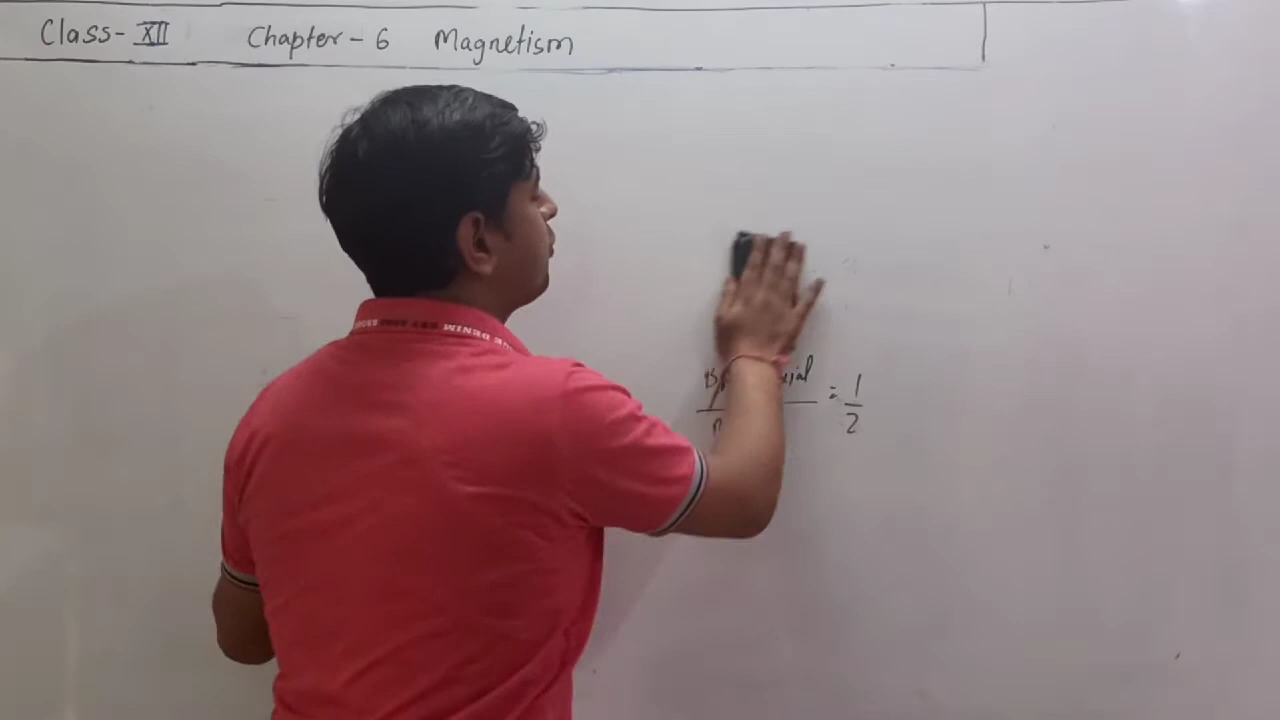 Class - XII Chapter - 6 Magnetism
= 1/2